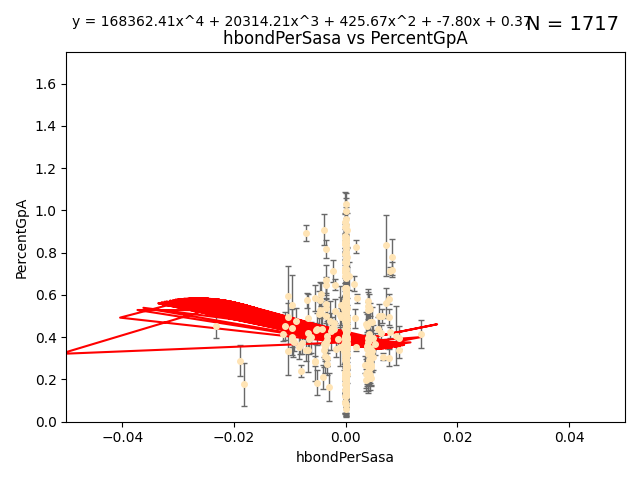 y = 168362.41x^4 + 20314.21x^3 + 425.67x^2 + -7.80x + 0.37
N = 1717
hbondPerSasa vs PercentGpA
1.6
1.4
1.2
1.0
0.8
0.6
0.4
0.2
0.0
PercentGpA
−0.04
−0.02
0.00
0.02
0.04
hbondPerSasa